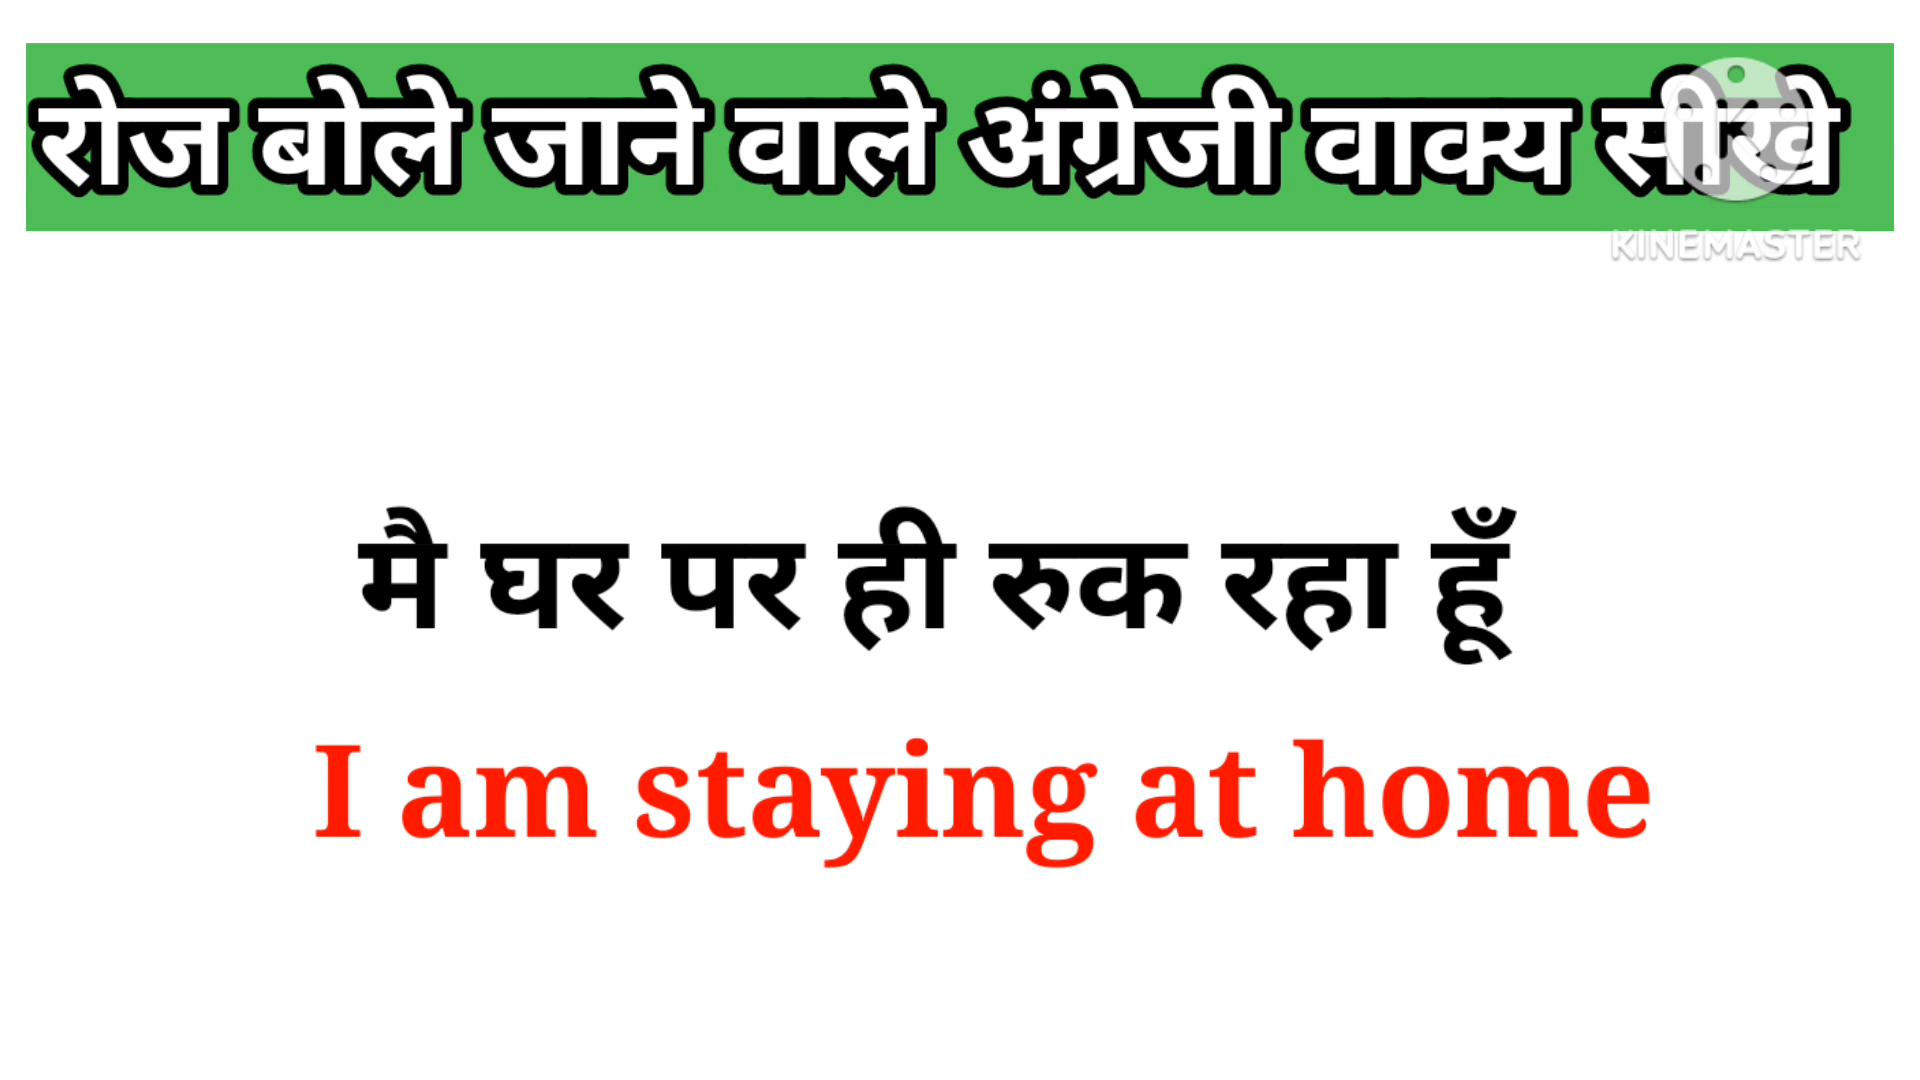 रोज बोले जाने वाले अंग्रेजी वाक्य सीखे
KINEMASTER
मै घर पर ही रुक रहा हूँ
I am staying at home